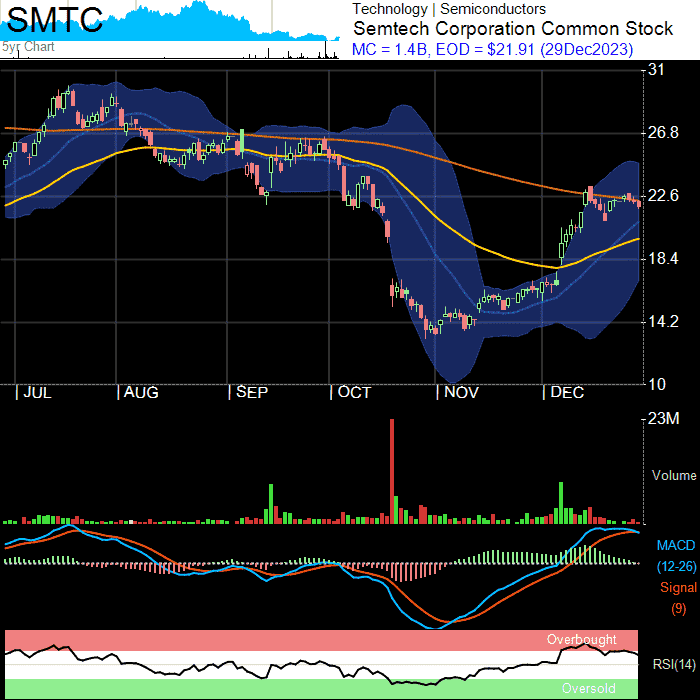 SMTC
5yr Chart
Technology | Semiconductors
Semtech Corporation Common Stock
MC = 1.4B, EOD = $21.91 (29Dec2023)
31
26.8
22.6
18.4
14.2
10
| JUL | AUG | SEP | OCT | NOV | DEC
23M
Volume
MACD
(12-26)
Signal
(9)
Overbought
RSI(14)
Oversold